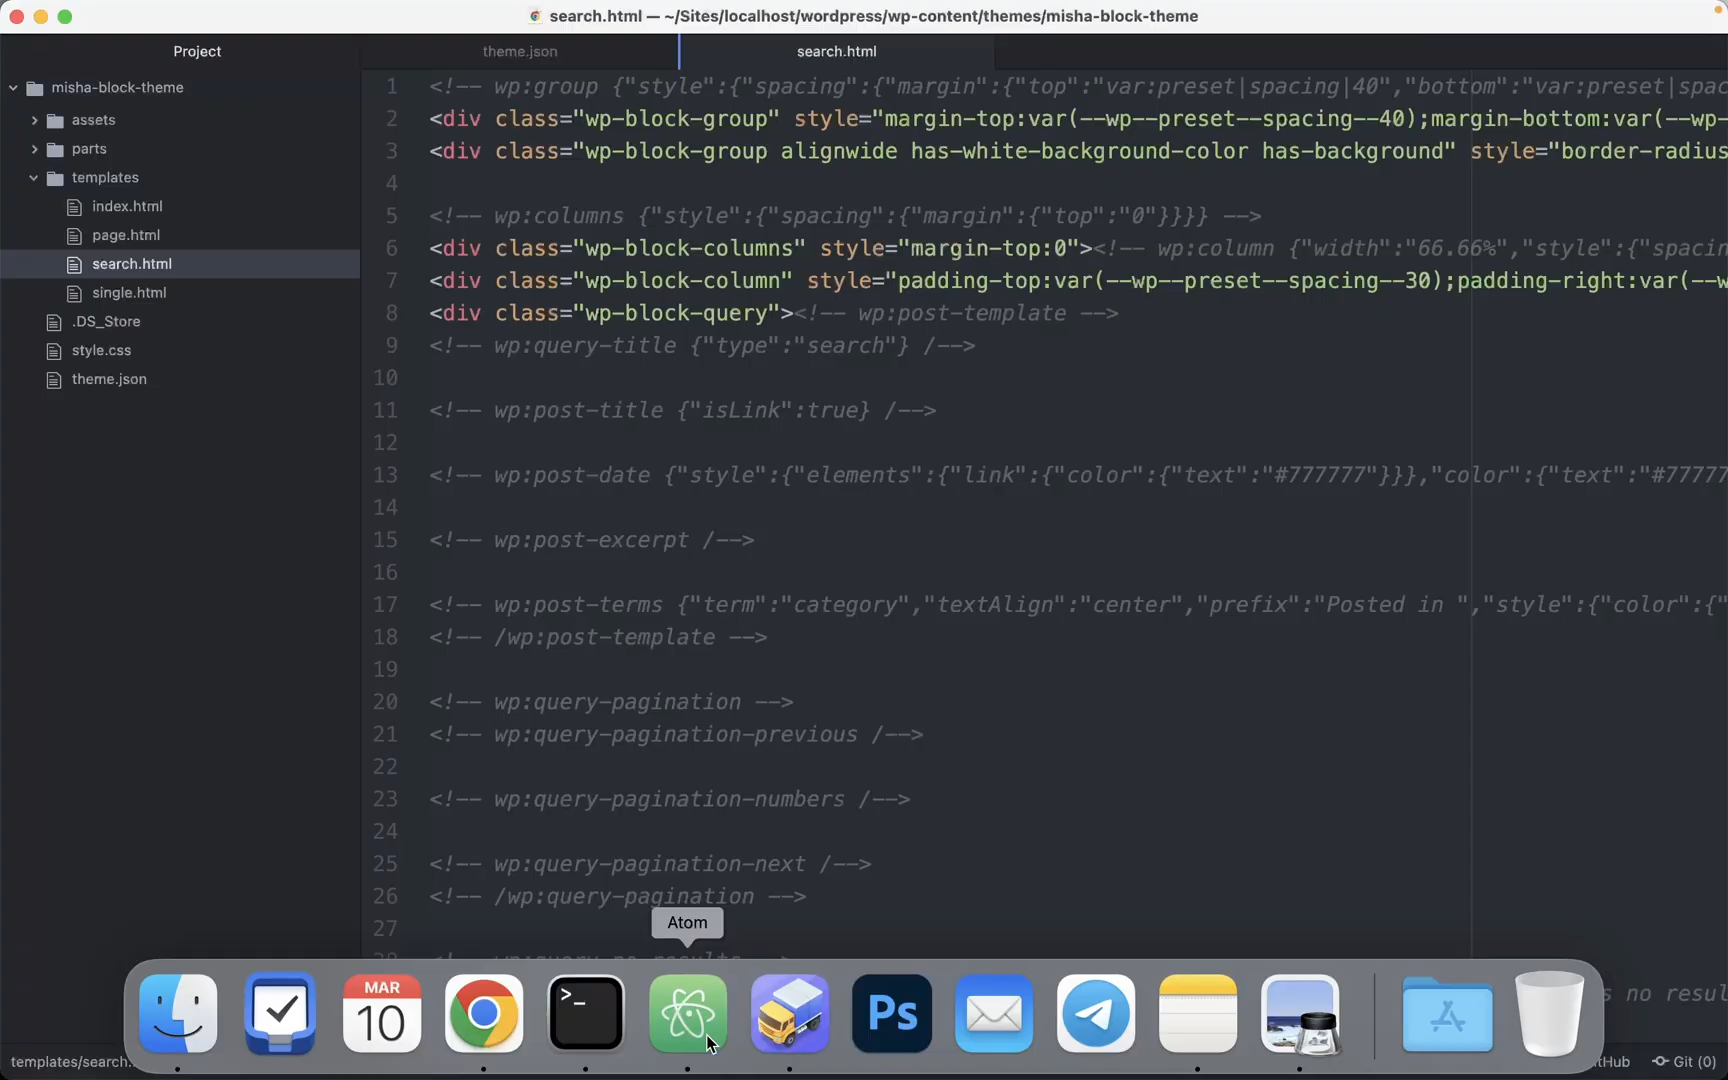 search.html — ~/Sites/localhost/wordpress/wp-content/themes/misha-block-theme
Project
theme.json
search.html
misha-block-theme
assets
parts
templates
index.html
page.html
search.html
single.html
.DS_Store
style.css
theme.json
1 <!-- wp:group {"style":{"spacing":{"margin":{"top":"var:preset|spacing|40","bottom":"var:preset|spac
2 <div class="wp-block-group" style="margin-top:var(--wp--preset--spacing--40);margin-bottom:var(--wp-
3 <div class="wp-block-group alignwide has-white-background-color has-background" style="border-radius
4
5 <!-- wp:columns {"style":{"spacing":{"margin":{"top":"0"}}}} -->
6 <div class="wp-block-columns" style="margin-top:0"><!-- wp:column {"width":"66.66%","style":{"spacin
7 <div class="wp-block-column" style="padding-top:var(--wp--preset--spacing--30);padding-right:var(--w
8 <div class="wp-block-query"><!-- wp:post-template -->
9 <!-- wp:query-title {"type":"search"} /-->
10
11 <!-- wp:post-title {"isLink":true} /-->
12
13 <!-- wp:post-date {"style":{"elements":{"link":{"color":{"text":"#777777"}}},"color":{"text":"#77777
14
15 <!-- wp:post-excerpt /-->
16
17 <!-- wp:post-terms {"term":"category","textAlign":"center","prefix":"Posted in ","style":{"color":{"
18 <!-- /wp:post-template -->
19
20 <!-- wp:query-pagination -->
21 <!-- wp:query-pagination-previous /-->
22
23 <!-- wp:query-pagination-numbers /-->
24
25 <!-- wp:query-pagination-next /-->
26 <!-- /wp:query-pagination -->
27
Atom
MAR
10
>_
Ps
s no resul
templates/search.
tHub
Git (0)